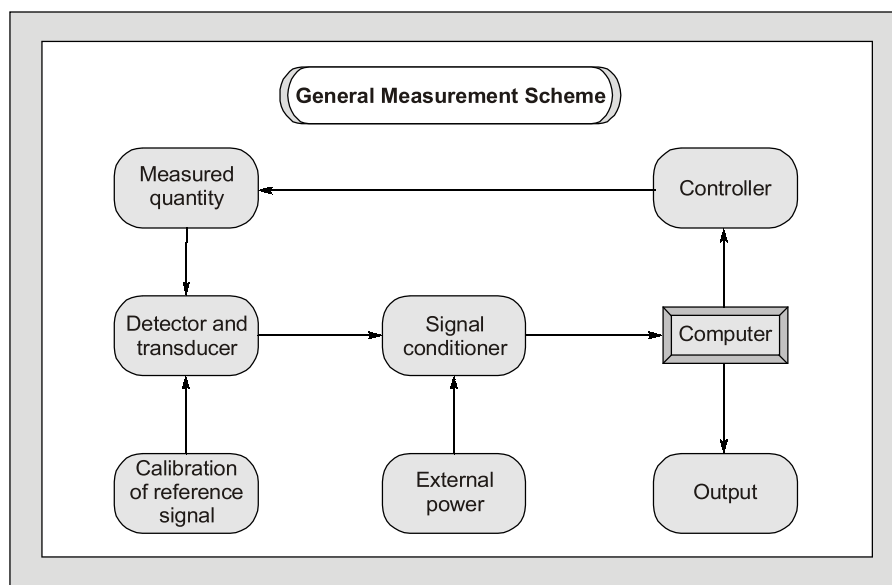 General Measurement Scheme
Measured
quantity
Controller
Detector and
transducer
Signal
conditioner
Computer
Calibration
of reference
signal
External
power
Output